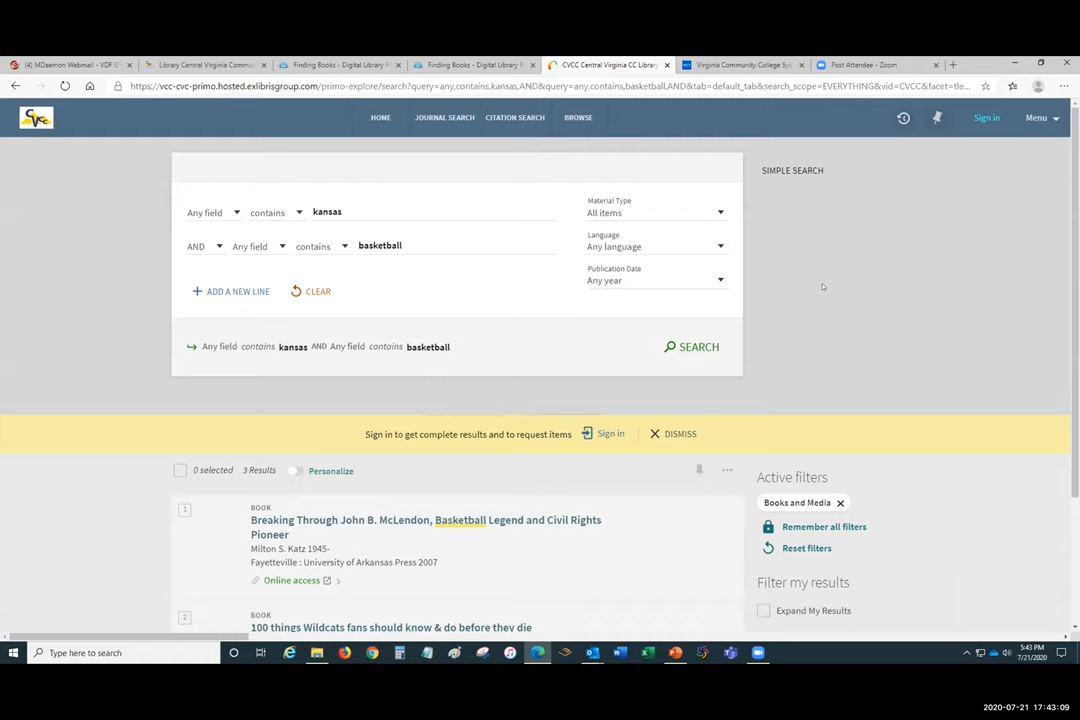 (4) MDaemon Webmail - VDF G
Library Central Virginia Commu
Finding Books - Digital Library R
Finding Books - Digital Library R
CVCC Central Virginia CC Library
Virginia Community College Sys
Post Attendee - Zoom
https://vcc-cvc-primo.hosted.exlibrisgroup.com/primo-explore/search?query=any,contains,kansas,AND&query=any,contains,basketball,AND&tab=default_tab&search_scope=EVERYTHING&vid=CVCC&facet=tle...
CVCC
HOME JOURNAL SEARCH CITATION SEARCH BROWSE
Sign in Menu
SIMPLE SEARCH
Any field contains kansas
AND Any field contains basketball
Material Type
All items
Language
Any language
Publication Date
Any year
+ ADD A NEW LINE CLEAR
Any field contains kansas AND Any field contains basketball
SEARCH
Sign in to get complete results and to request items Sign in DISMISS
0 selected 3 Results Personalize
1
BOOK
Breaking Through John B. McLendon, Basketball Legend and Civil Rights
Pioneer
Milton S. Katz 1945-
Fayetteville : University of Arkansas Press 2007
Online access
2
BOOK
100 things Wildcats fans should know & do before they die
Active filters
Books and Media
Remember all filters
Reset filters
Filter my results
Expand My Results
Type here to search
5:43 PM
7/21/2020
2020-07-21 17:43:09